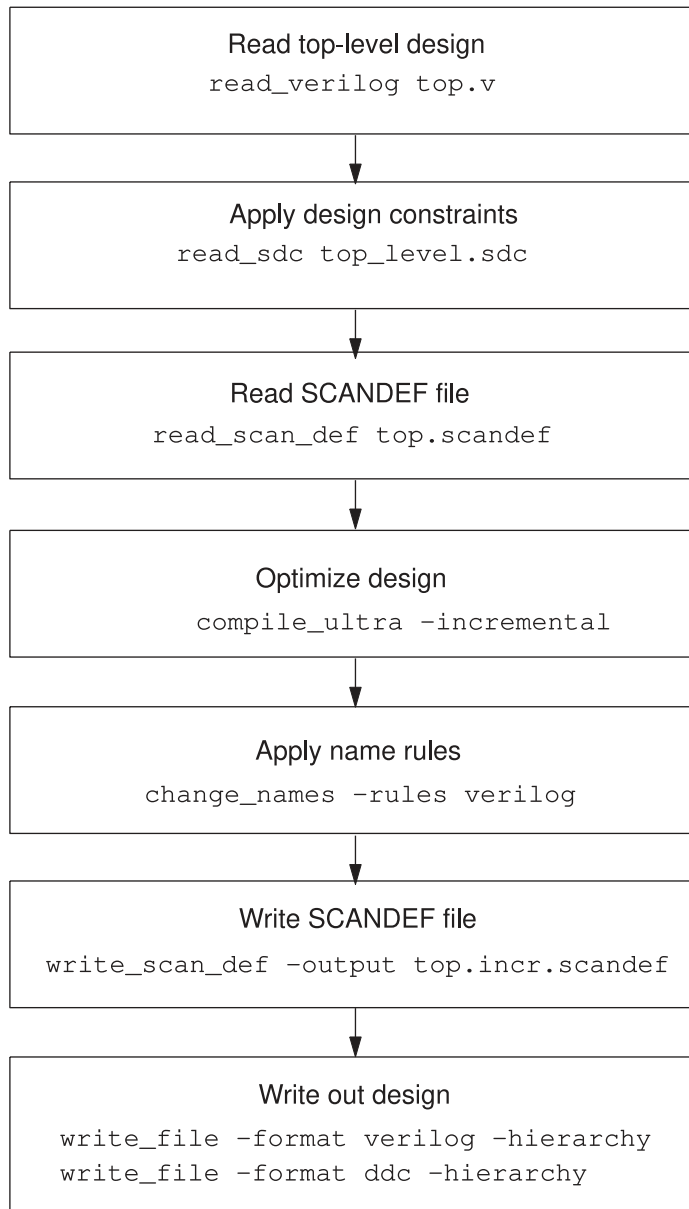 Read top-level design
read_verilog top.v
Apply design constraints
read_sdc top_level.sdc
Read SCANDEF file
read_scan_def top.scandef
Optimize design
compile_ultra -incremental
Apply name rules
change_names -rules verilog
Write SCANDEF file
write_scan_def -output top.incr.scandef
Write out design
write_file -format verilog -hierarchy
write_file -format ddc -hierarchy